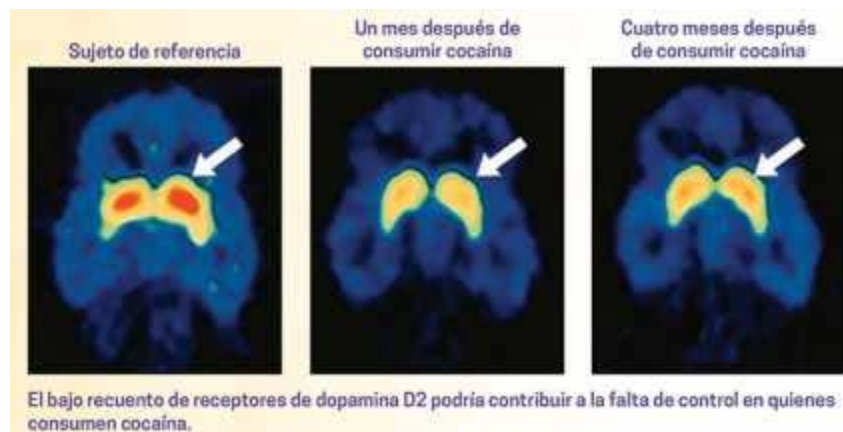 Sujeto de referencia
Un mes después de
consumir cocaína
Cuatro meses después
de consumir cocaína
El bajo recuento de receptores de dopamina D2 podría contribuir a la falta de control en quienes
consumen cocaína.